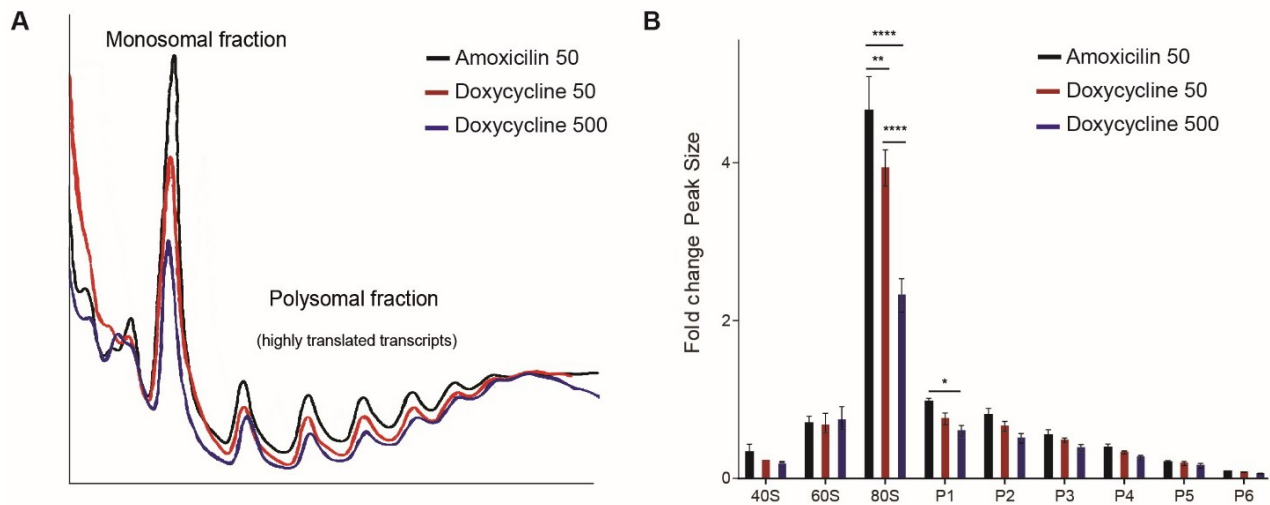 A
Monosomal fraction
Amoxicilin 50
Doxycycline 50
Doxycycline 500
Polysomal fraction
(highly translated transcripts)
B
****
**
****
*
Amoxicilin 50
Doxycycline 50
Doxycycline 500
Fold change Peak Size
4
2
0
40S 60S 80S P1 P2 P3 P4 P5 P6